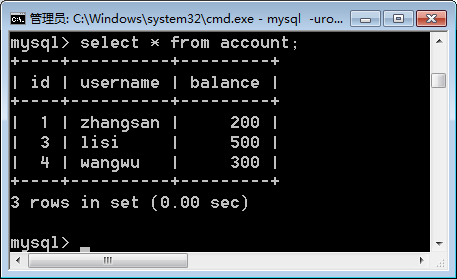 管理员: C:\Windows\system32\cmd.exe - mysql  -uro...
mysql> select * from account;
+----+----------+---------+
| id | username | balance |
+----+----------+---------+
|  1 | zhangsan |     200 |
|  3 | lisi     |     500 |
|  4 | wangwu   |     300 |
+----+----------+---------+
3 rows in set (0.00 sec)
mysql>